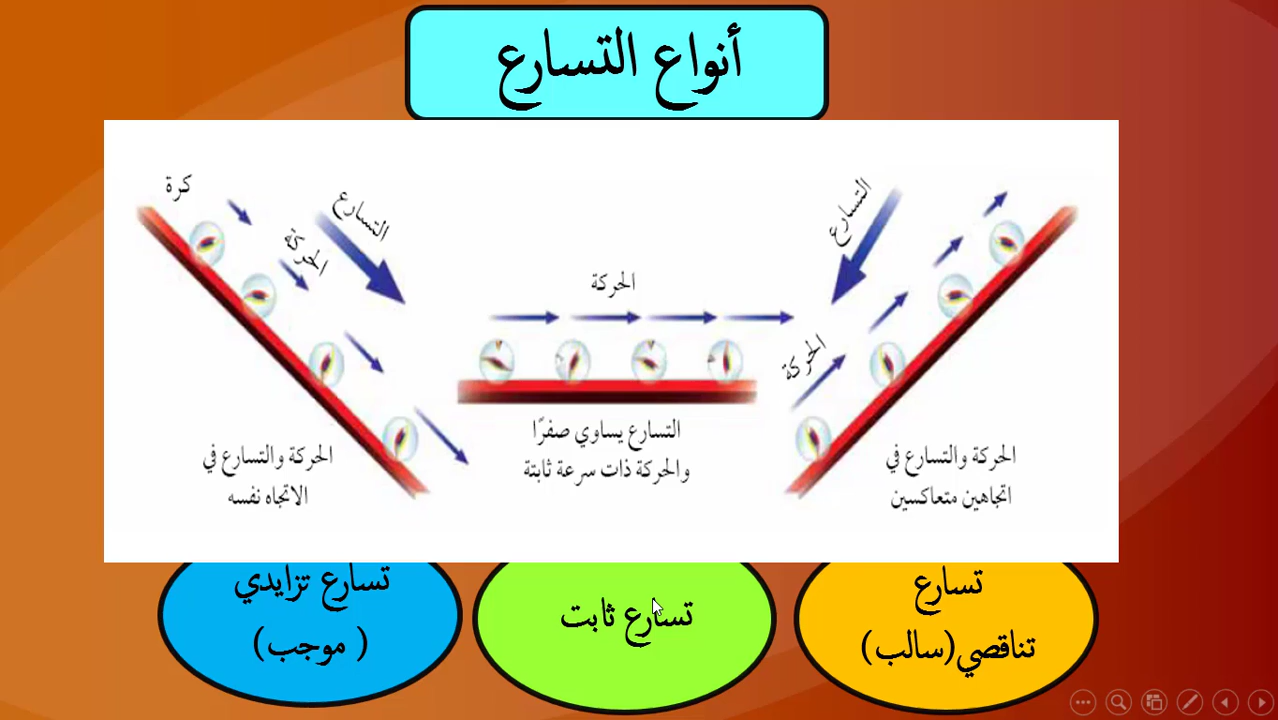 أنواع التسارع
التسارع
الحركة
الحركة والتسارع في
اتجاهين متعاكسين
الحركة
التسارع يساوي صفرًا
والحركة ذات سرعة ثابتة
كرة
الحركة
التسارع
الحركة والتسارع في
الاتجاه نفسه
تسارع
تناقصي(سالب)
تسارع ثابت
تسارع تزايدي
( موجب)